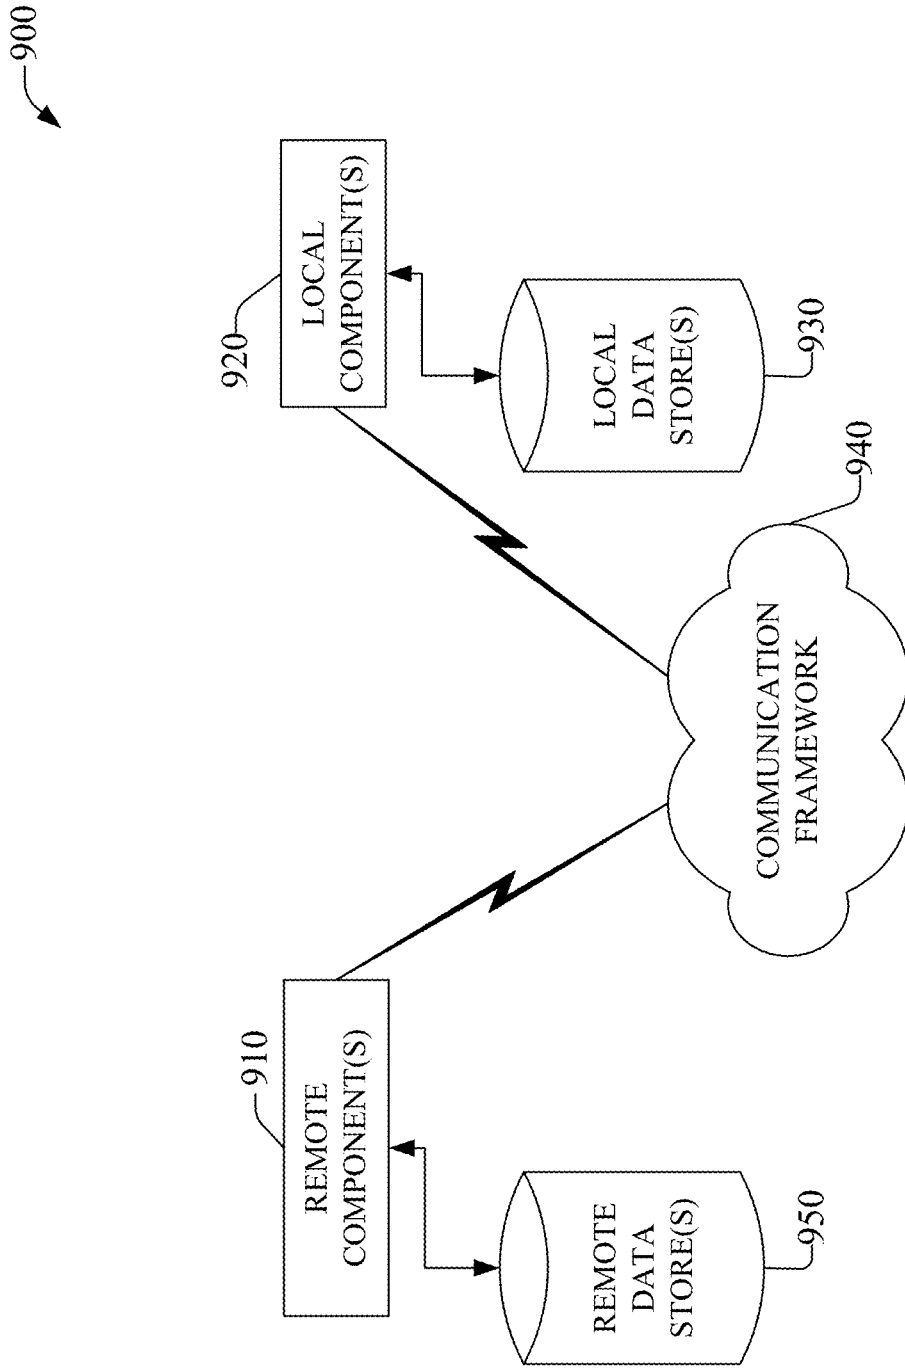 900
910
REMOTE
COMPONENT(S)
920
LOCAL
COMPONENT(S)
REMOTE
DATA
STORE(S)
950
COMMUNICATION
FRAMEWORK
940
LOCAL
DATA
STORE(S)
930